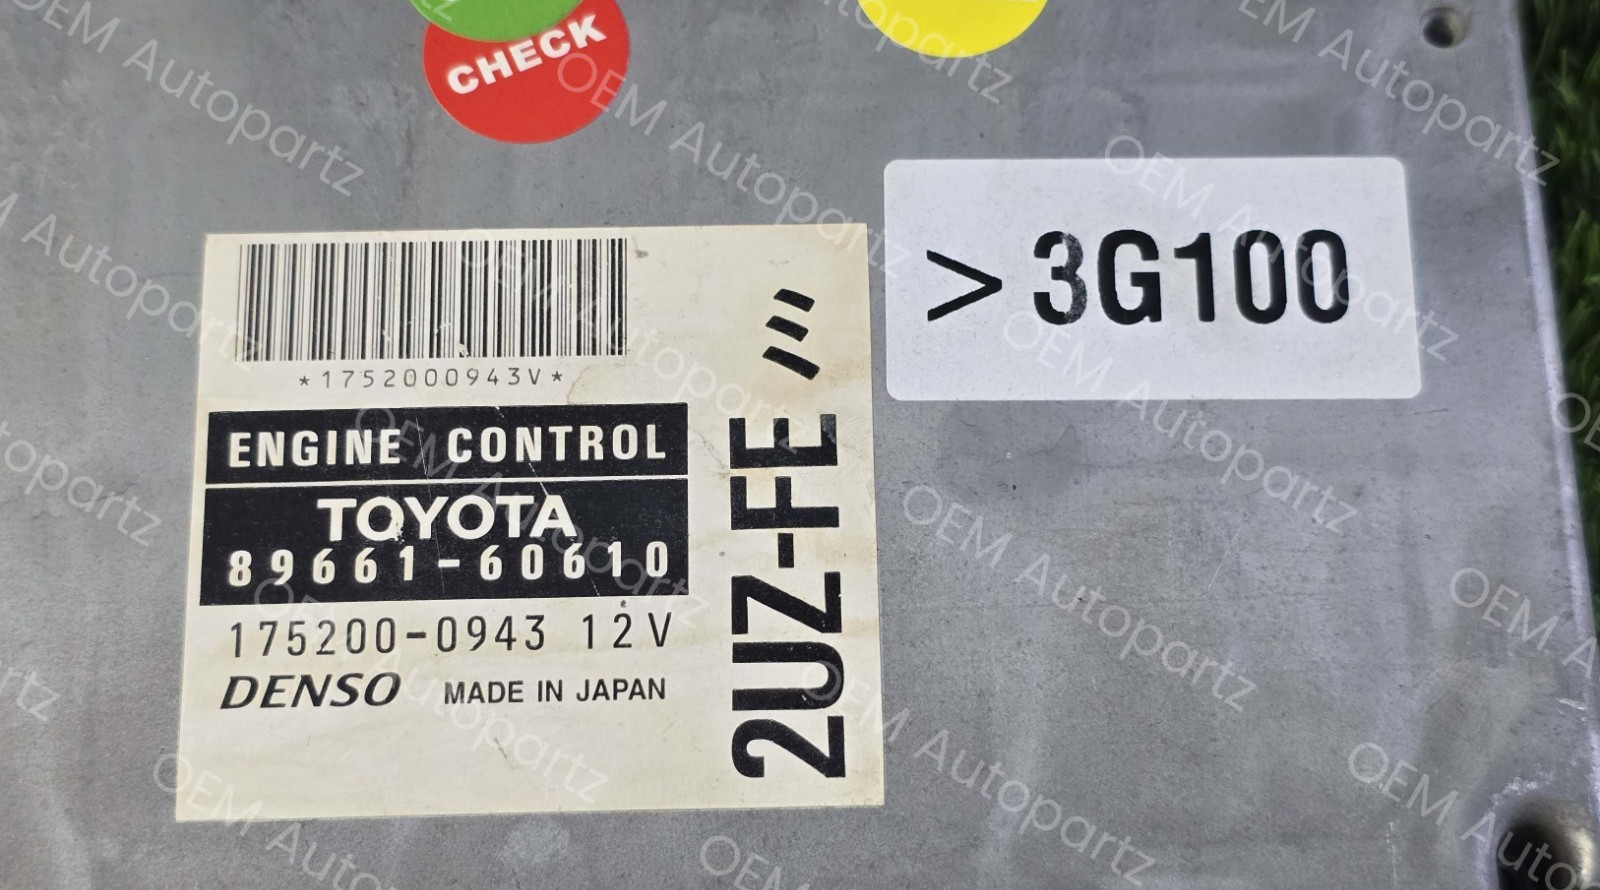 CHECK
> 3G100
*1752000943V*
ENGINE CONTROL
TOYOTA
89661-60610
175200-0943 12V
DENSO MADE IN JAPAN
2UZ-FE
OEM Autopartz